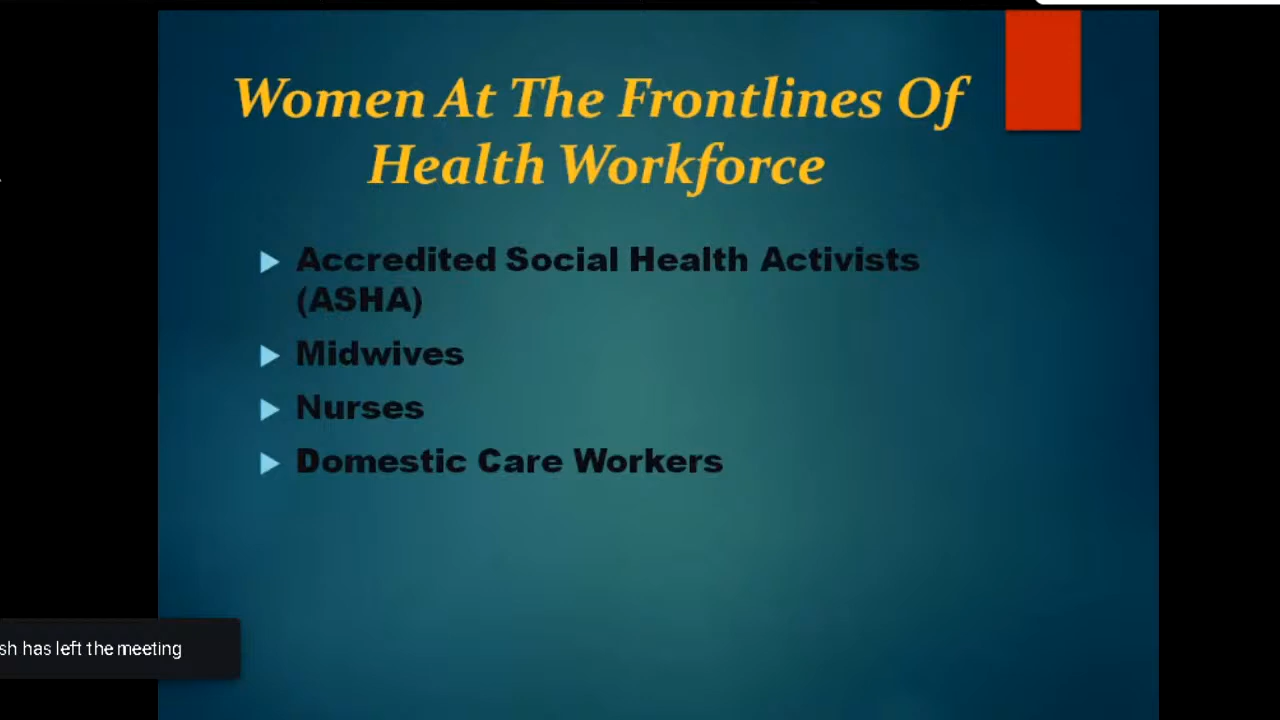 Women At The Frontlines Of
Health Workforce
Accredited Social Health Activists
(ASHA)
Midwives
Nurses
Domestic Care Workers
has left the meeting